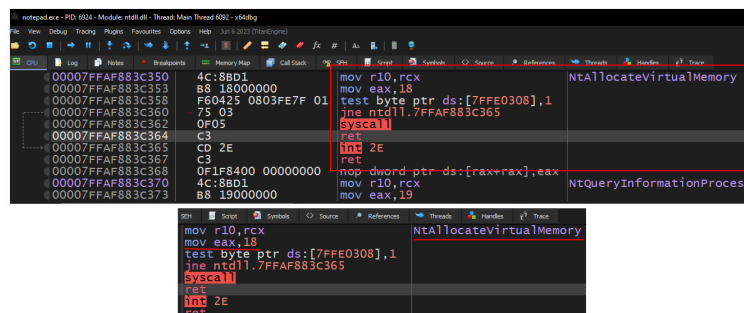 notepad.exe - PID: 6924 - Module: ntdll.dll - Thread: Main Thread 6092 - x64dbg
File View Debug Tracing Plugins Favourites Options Help Jun 6 2023 (TitanEngine)
CPU Log Notes Breakpoints Memory Map Call Stack SEH Script Symbols Source References Threads Handles Trace
00007FFAF883C350 4C:8BD1 mov r10,rcx NtAllocateVirtualMemory
00007FFAF883C353 B8 18000000 mov eax,18
00007FFAF883C358 F60425 0803FE7F 01 test byte ptr ds:[7FFE0308],1
00007FFAF883C360 75 03 jne ntdll.7FFAF883C365
00007FFAF883C362 0F05 syscall
00007FFAF883C364 C3 ret
00007FFAF883C365 CD 2E int 2E
00007FFAF883C367 C3 ret
00007FFAF883C368 0F1F8400 00000000 nop dword ptr ds:[rax+rax],eax
00007FFAF883C370 4C:8BD1 mov r10,rcx NtQueryInformationProces
00007FFAF883C373 B8 19000000 mov eax,19
SEH Script Symbols Source References Threads Handles Trace
mov r10,rcx NtAllocateVirtualMemory
mov eax,18
test byte ptr ds:[7FFE0308],1
jne ntdll.7FFAF883C365
syscall
ret
int 2E
ret